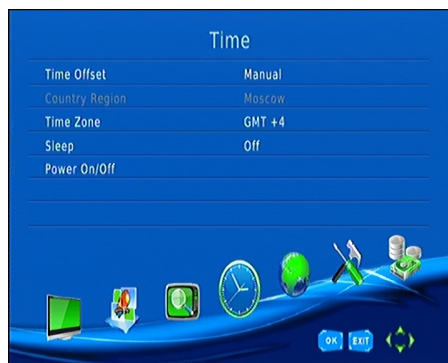 Time
Time Offset Manual
Country Region Moscow
Time Zone GMT +4
Sleep Off
Power On/Off
OK EXIT